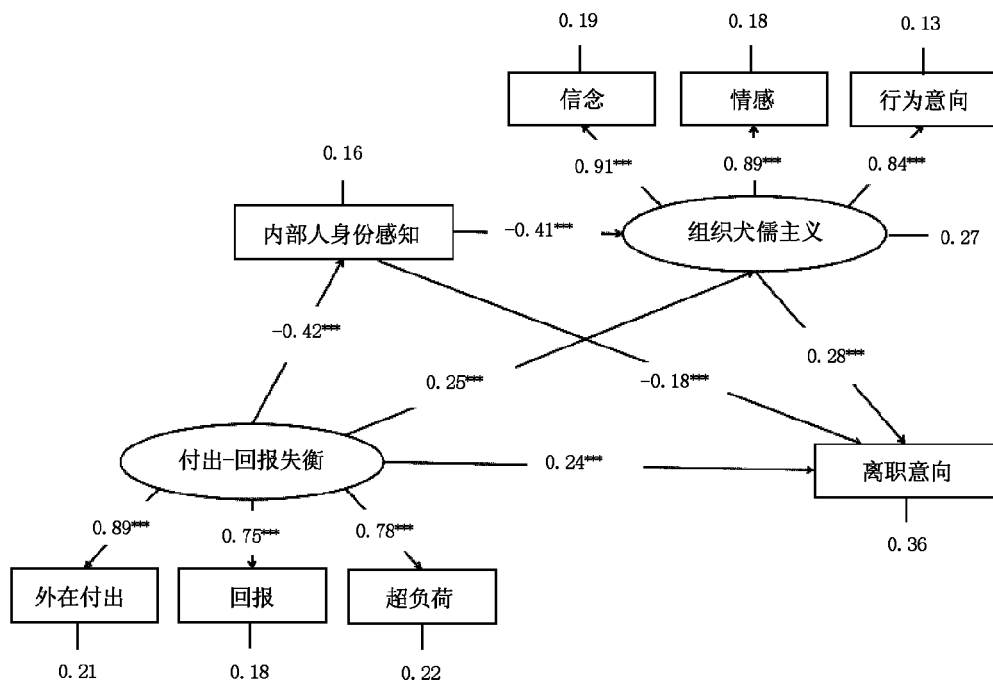 0.19
0.18
0.13
信念
情感
行为意向
0.91***
0.89***
0.84***
0.16
内部人身份感知
-0.41***
组织犬儒主义
0.27
-0.42***
0.25***
-0.18***
0.28***
付出-回报失衡
0.24***
离职意向
0.89***
0.75***
0.78***
0.36
外在付出
回报
超负荷
0.21
0.18
0.22